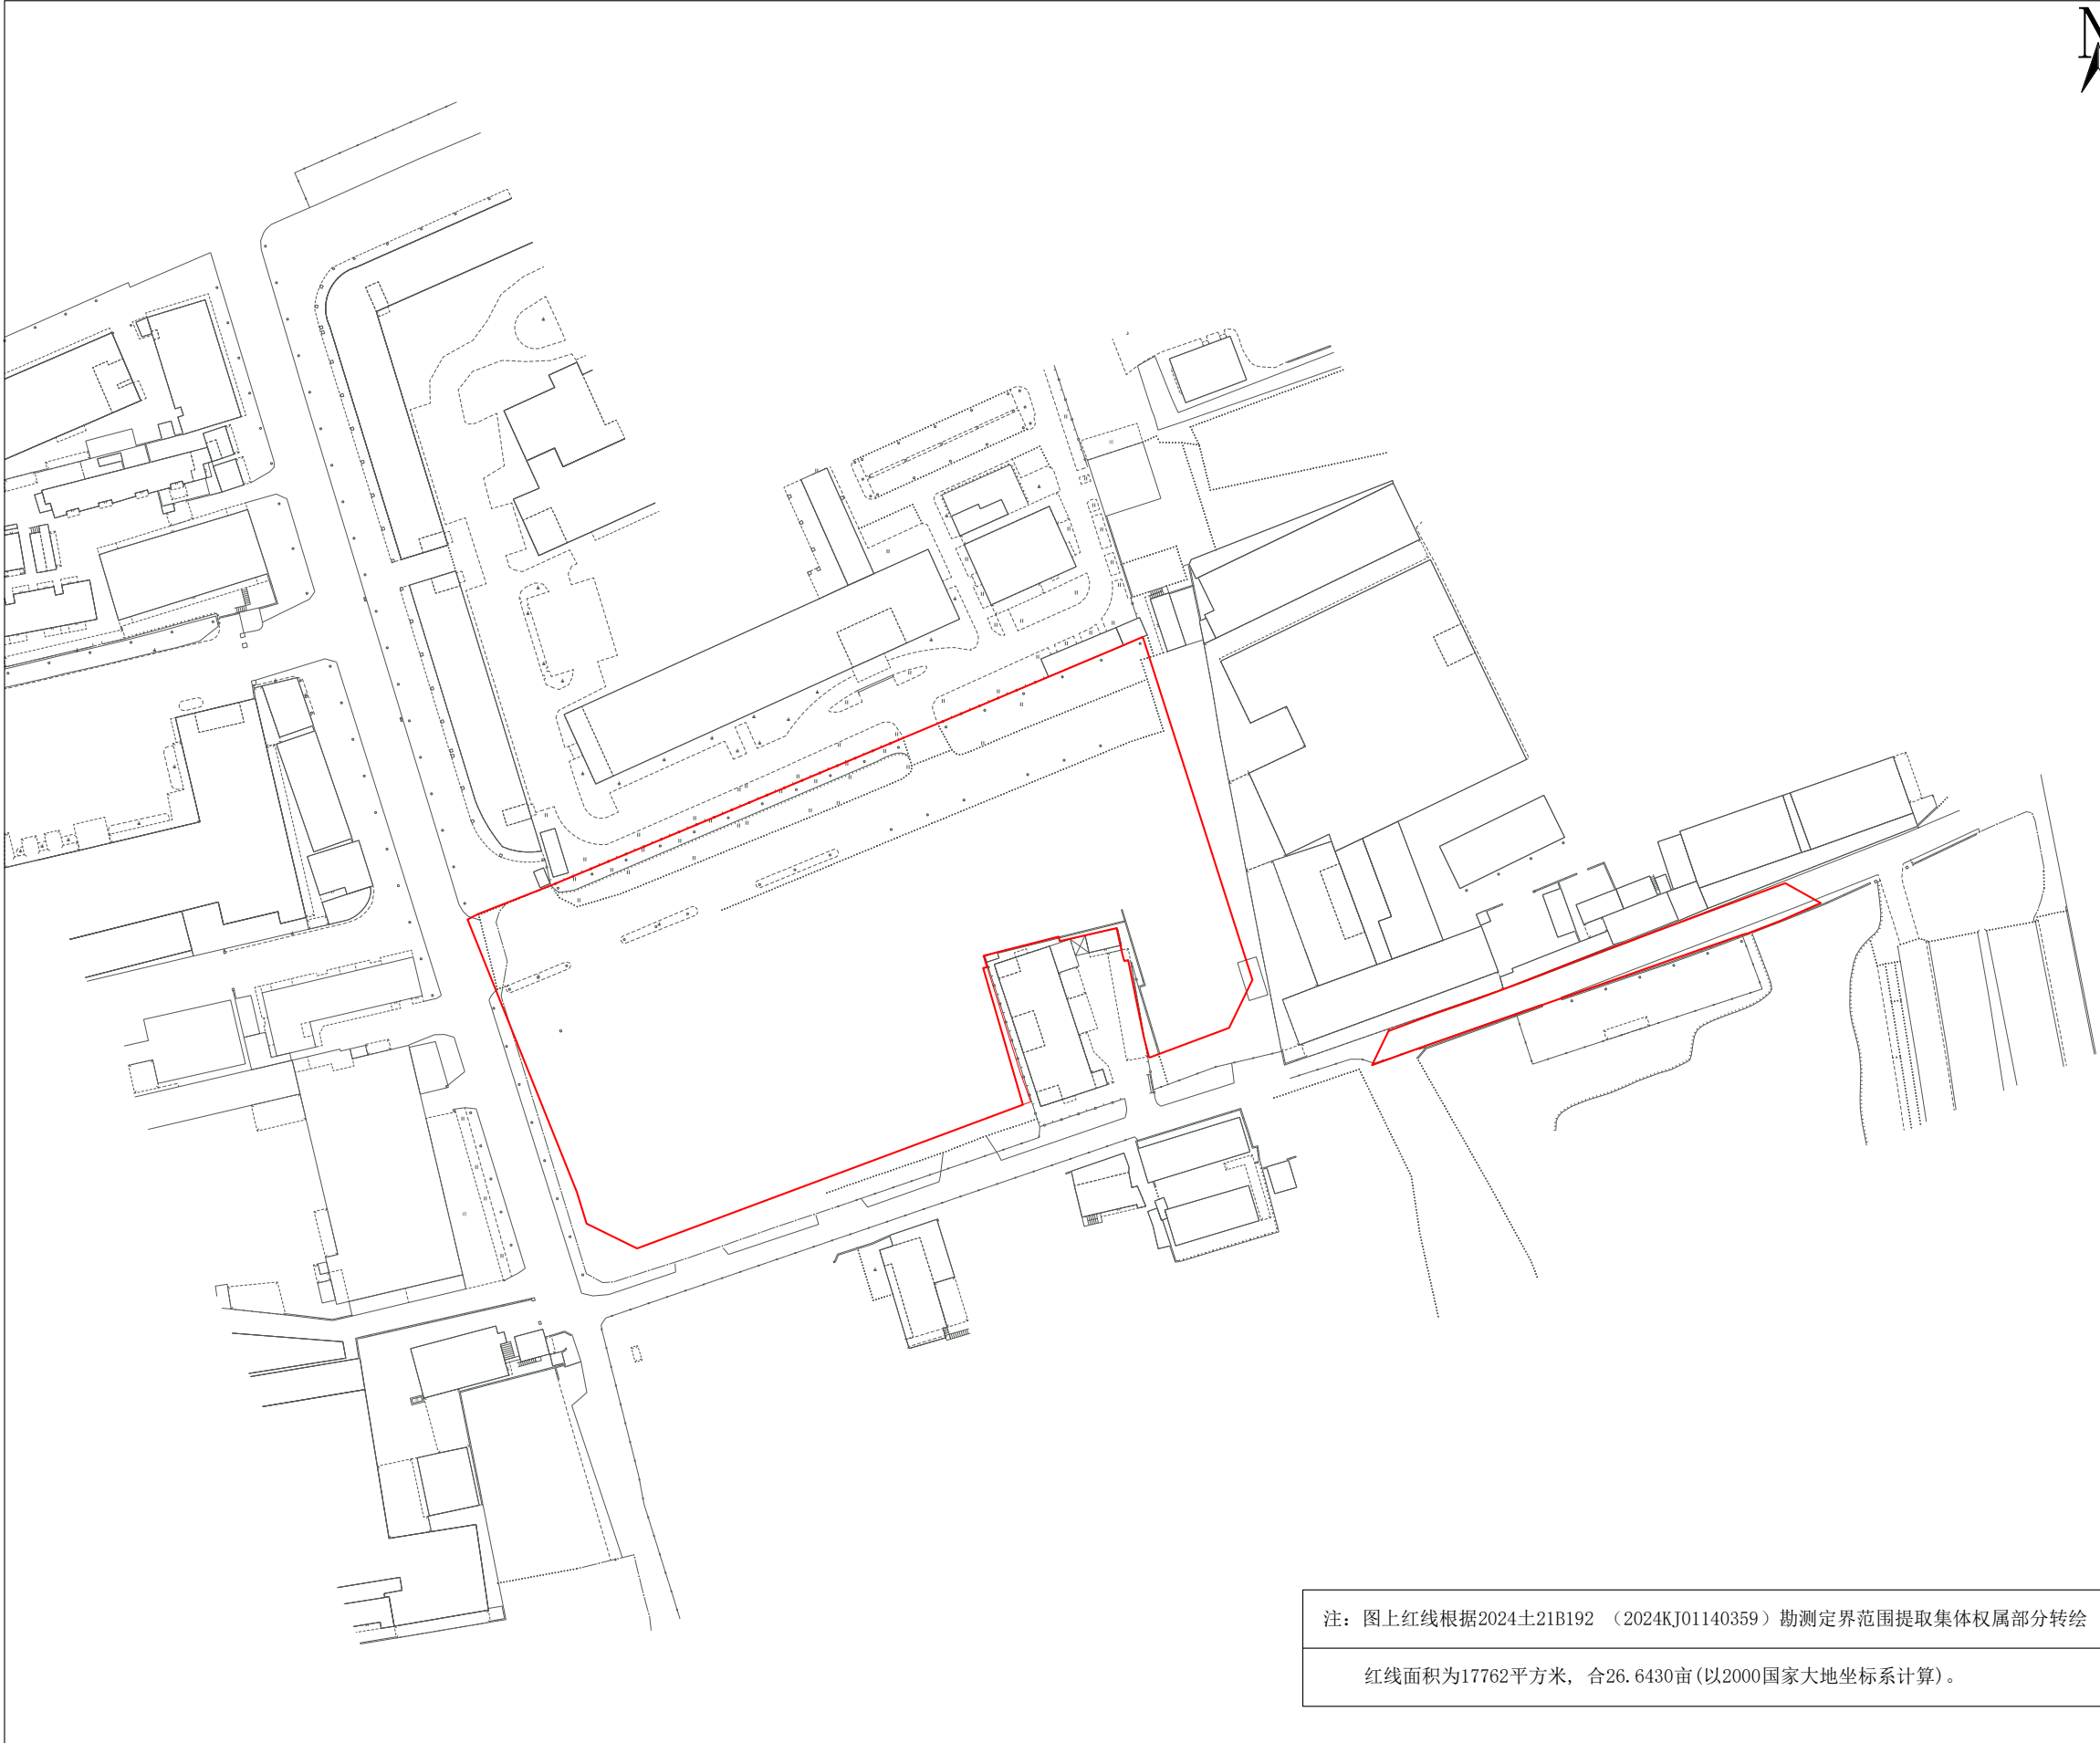 N
注：图上红线根据2024土21B192 （2024KJ01140359）勘测定界范围提取集体权属部分转绘
红线面积为17762平方米，合26.6430亩(以2000国家大地坐标系计算)。